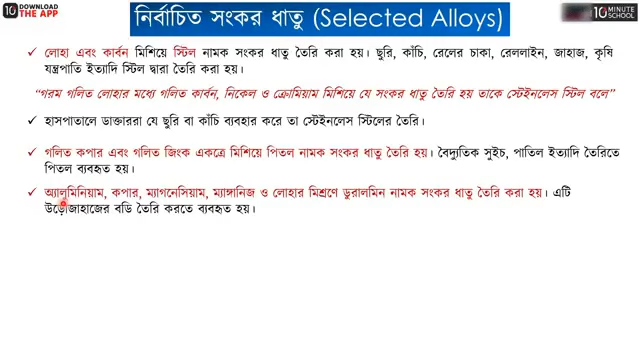 10 DOWNLOAD THE APP
নির্বাচিত সংকর ধাতু (Selected Alloys)
10 MINUTE SCHOOL
✓ লোহা এবং কার্বন মিশিয়ে স্টিল নামক সংকর ধাতু তৈরি করা হয়। ছুরি, কাঁচি, রেলের চাকা, রেললাইন, জাহাজ, কৃষি
যন্ত্রপাতি ইত্যাদি স্টিল দ্বারা তৈরি করা হয়।
“গরম গলিত লোহার মধ্যে গলিত কার্বন, নিকেল ও ক্রোমিয়াম মিশিয়ে যে সংকর ধাতু তৈরি হয় তাকে স্টেইনলেস স্টিল বলে”
✓ হাসপাতালে ডাক্তাররা যে ছুরি বা কাঁচি ব্যবহার করে তা স্টেইনলেস স্টিলের তৈরি।
✓ গলিত কপার এবং গলিত জিংক একত্রে মিশিয়ে পিতল নামক সংকর ধাতু তৈরি হয়। বৈদ্যুতিক সুইচ, পাতিল ইত্যাদি তৈরিতে
পিতল ব্যবহৃত হয়।
✓ অ্যালুমিনিয়াম, কপার, ম্যাগনেসিয়াম, ম্যাঙ্গানিজ ও লোহার মিশ্রণে ডুরালমিন নামক সংকর ধাতু তৈরি করা হয়। এটি
উড়োজাহাজের বডি তৈরি করতে ব্যবহৃত হয়।